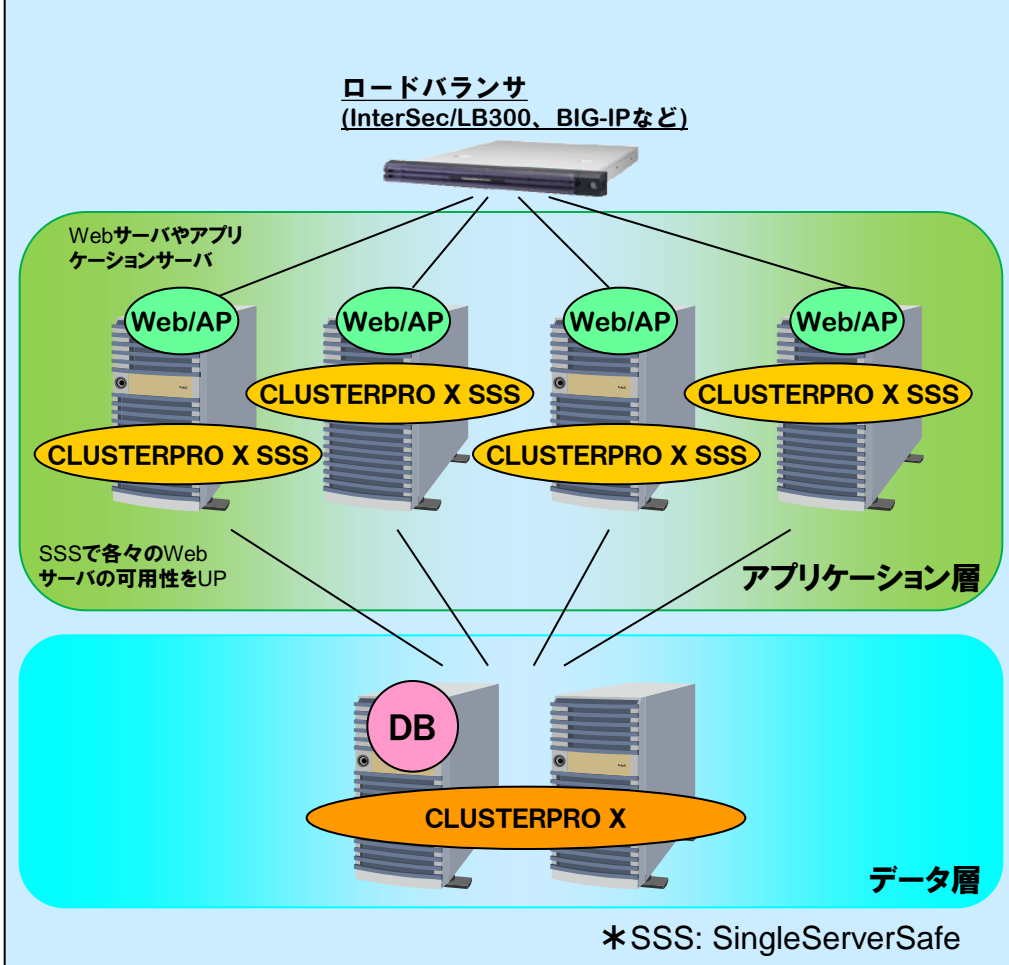 ロードバランサ
(InterSec/LB300、BIG-IPなど)
Webサーバやアプリ
ケーションサーバ
Web/AP
Web/AP
Web/AP
Web/AP
CLUSTERPRO X SSS
CLUSTERPRO X SSS
CLUSTERPRO X SSS
CLUSTERPRO X SSS
SSSで各々のWeb
サーバの可用性をUP
アプリケーション層
DB
CLUSTERPRO X
データ層
＊SSS: SingleServerSafe